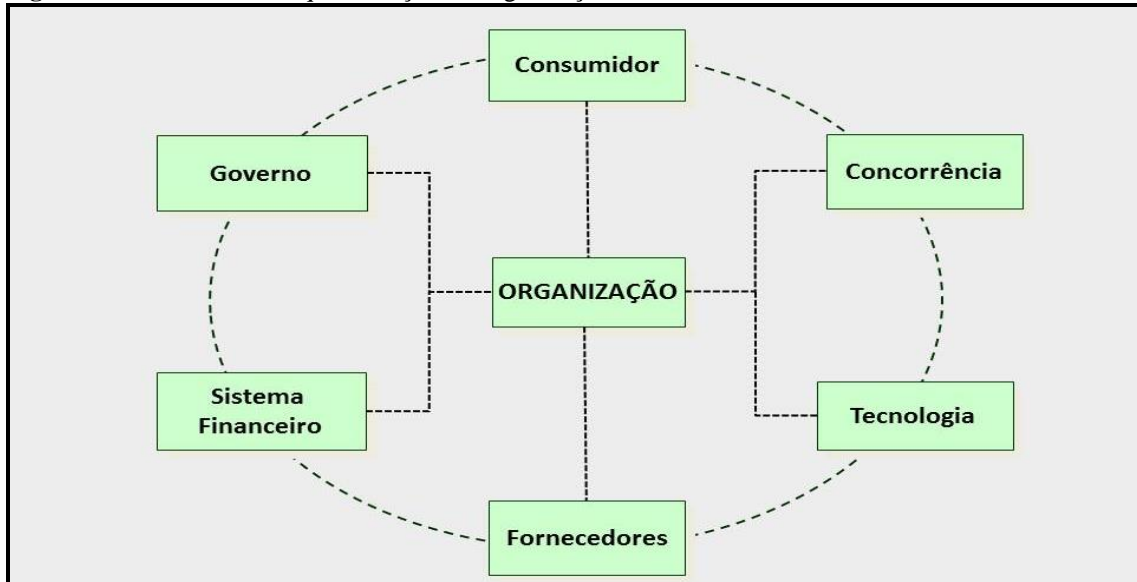 Consumidor
Governo
Concorrência
ORGANIZAÇÃO
Sistema
Financeiro
Tecnologia
Fornecedores